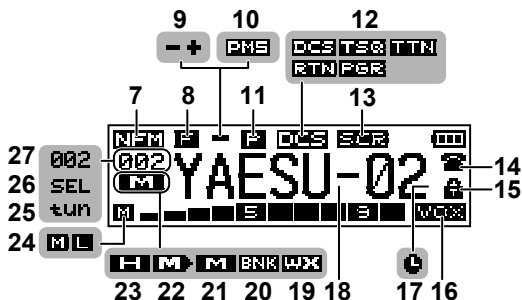 9 10 12
- + PMS DCS TSQ TTN
RTN PGR
7 8 11 13
NFM F - P DCS SCR
27 002 002 YAESU-02 14
26 SEL M 15
25 tun
M S 9 VOX
24 M L
H M M BNK WX
23 22 21 20 19 18 17 16